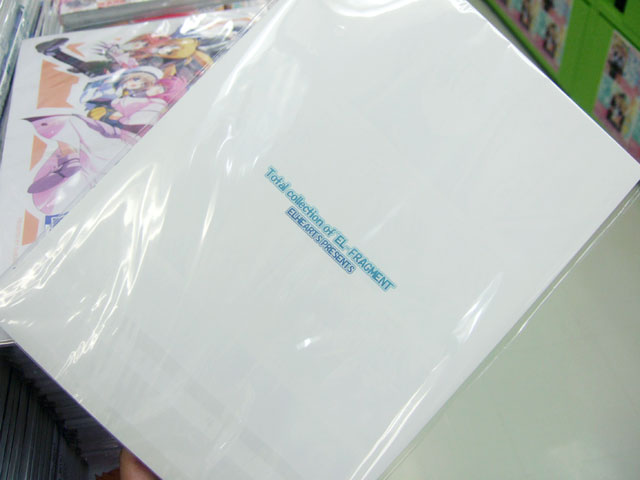 Total collection of EL FRAGMENT
ELHEARTS PRESENTS